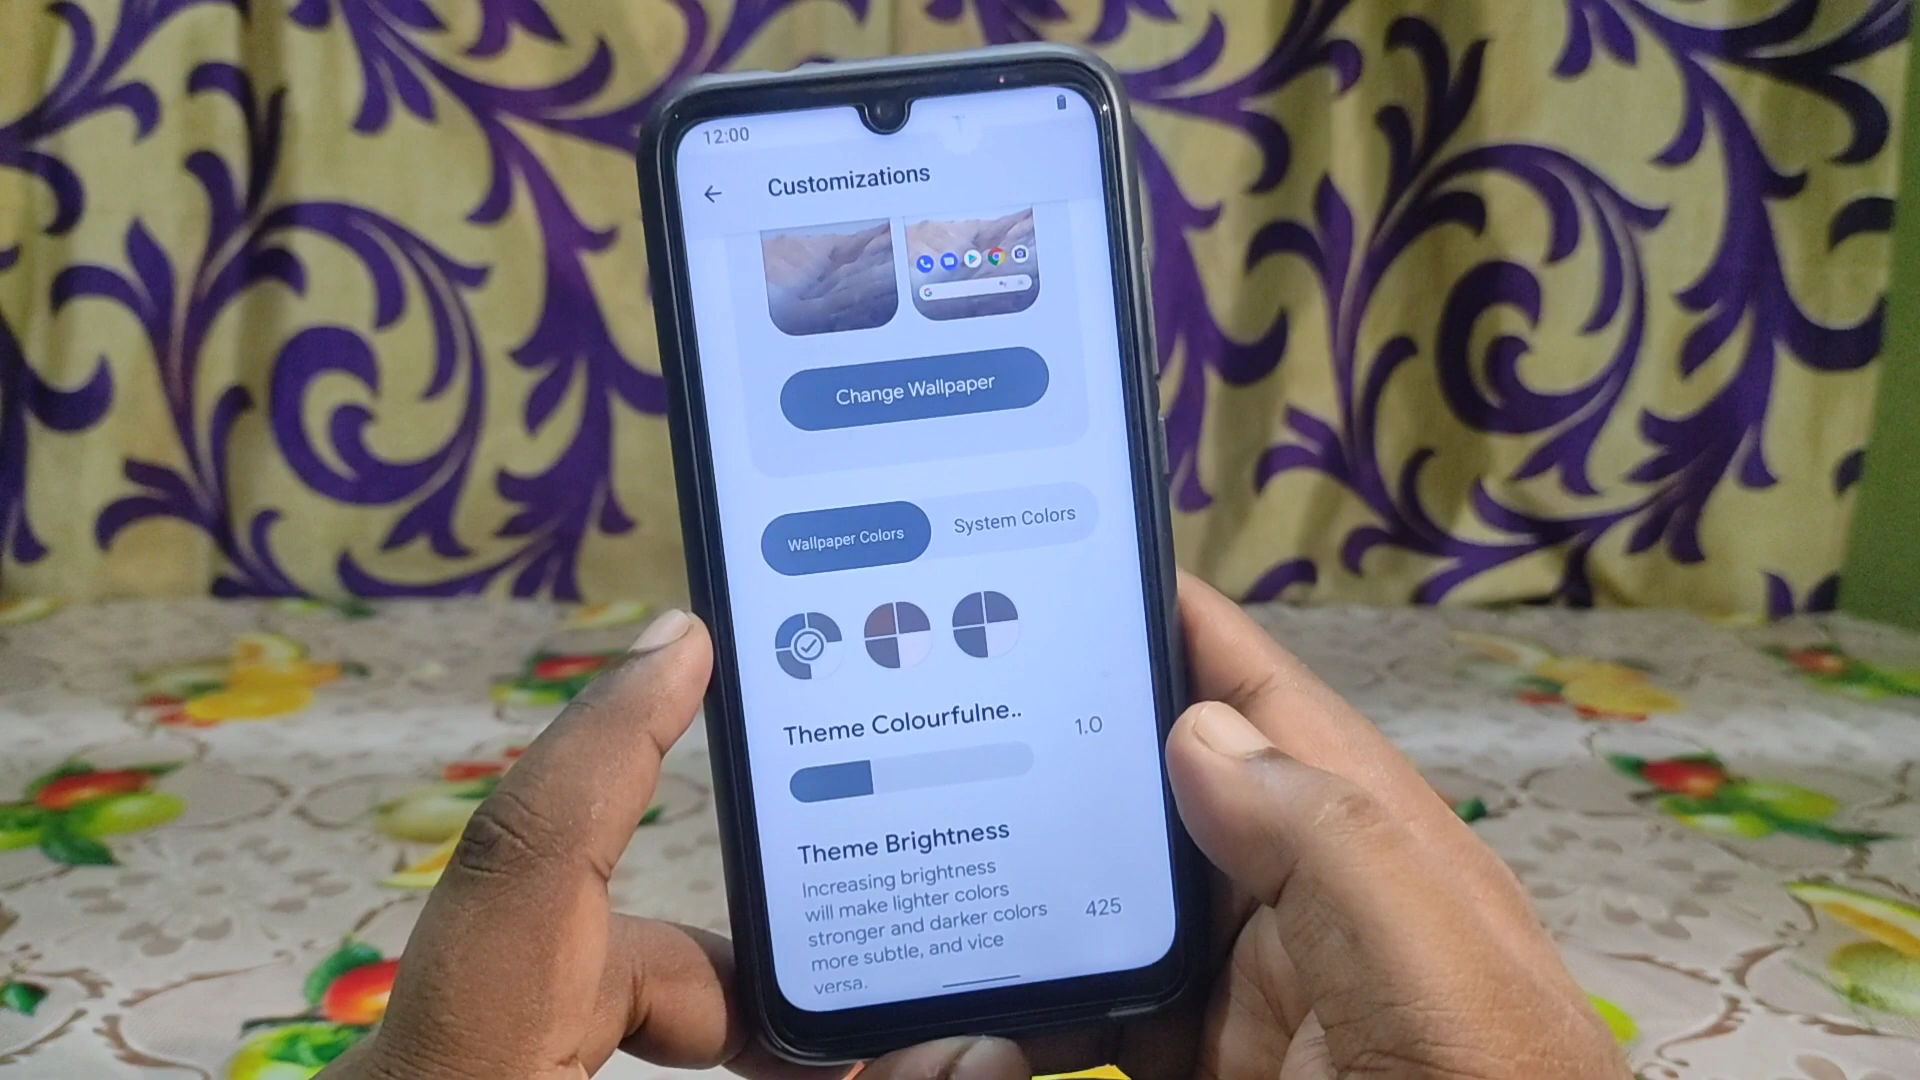 12:00
Customizations
Change Wallpaper
Wallpaper Colors
System Colors
Theme Colourfulne..
1.0
Theme Brightness
Increasing brightness
will make lighter colors
stronger and darker colors
more subtle, and vice
versa.
425